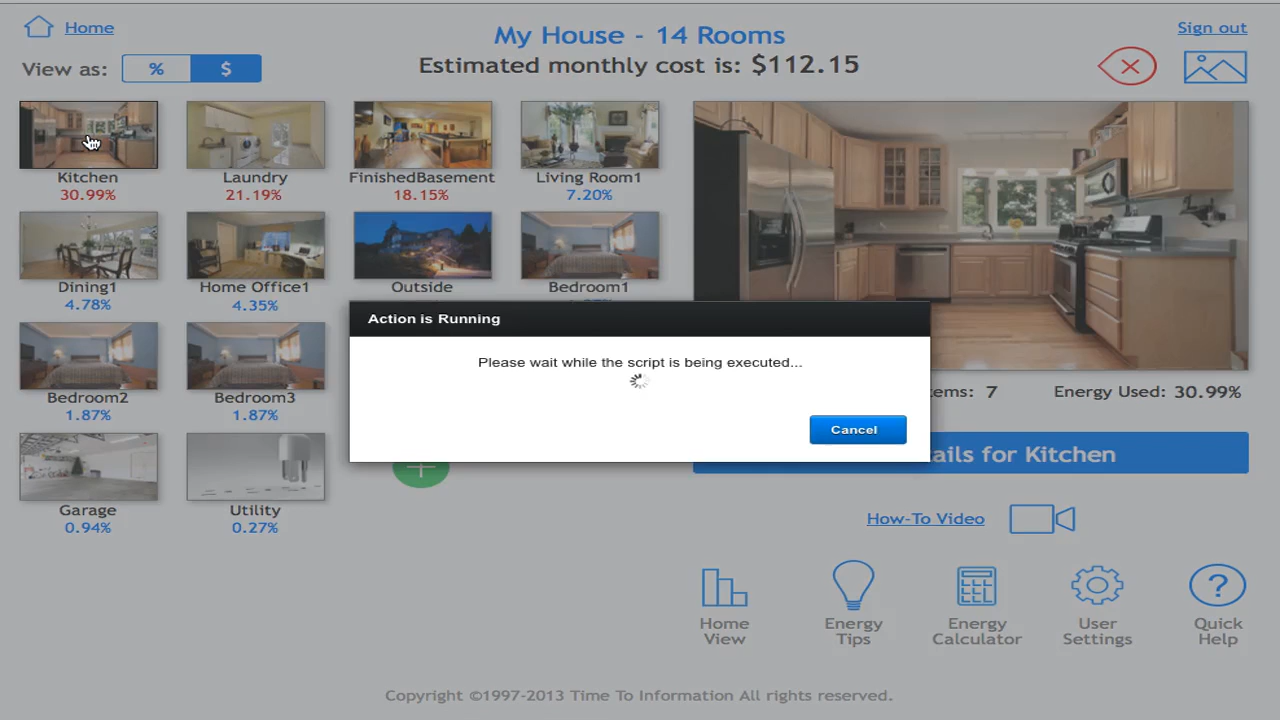 Home
My House - 14 Rooms
Sign out
View as:
%
$
Estimated monthly cost is: $112.15
Kitchen
30.99%
Laundry
21.19%
FinishedBasement
18.15%
Living Room1
7.20%
Dining1
4.78%
Home Office1
4.35%
Outside
Bedroom1
Action is Running
Please wait while the script is being executed...
Cancel
Bedroom2
1.87%
Bedroom3
1.87%
7
Energy Used: 30.99%
for Kitchen
Garage
0.94%
Utility
0.27%
How-To Video
Home
View
Energy
Tips
Energy
Calculator
User
Settings
?
Quick
Help
Copyright ©1997-2013 Time To Information All rights reserved.